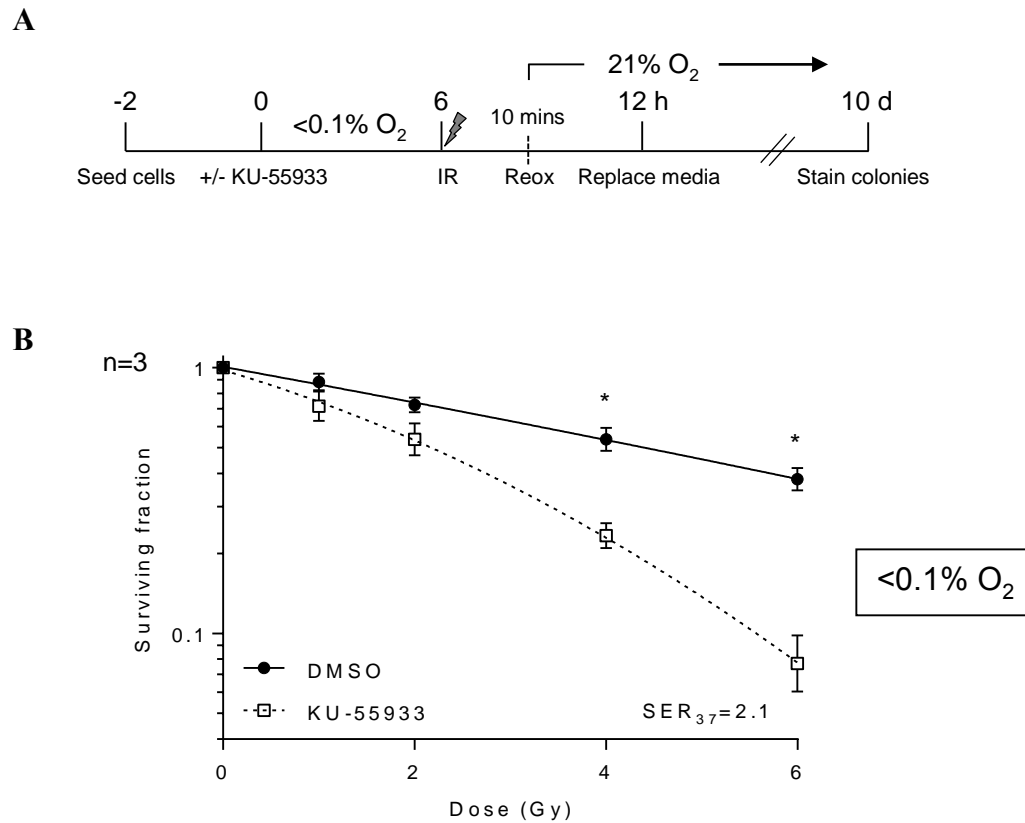 A
21% O₂
-2 0 6 10 mins 12 h 10 d
<0.1% O₂
Seed cells +/- KU-55933 IR Reox Replace media Stain colonies
B
n=3
1
0.1
Surviving fraction
*
*
<0.1% O₂
DMSO
KU-55933
SER₃₇=2.1
0 2 4 6
Dose (Gy)